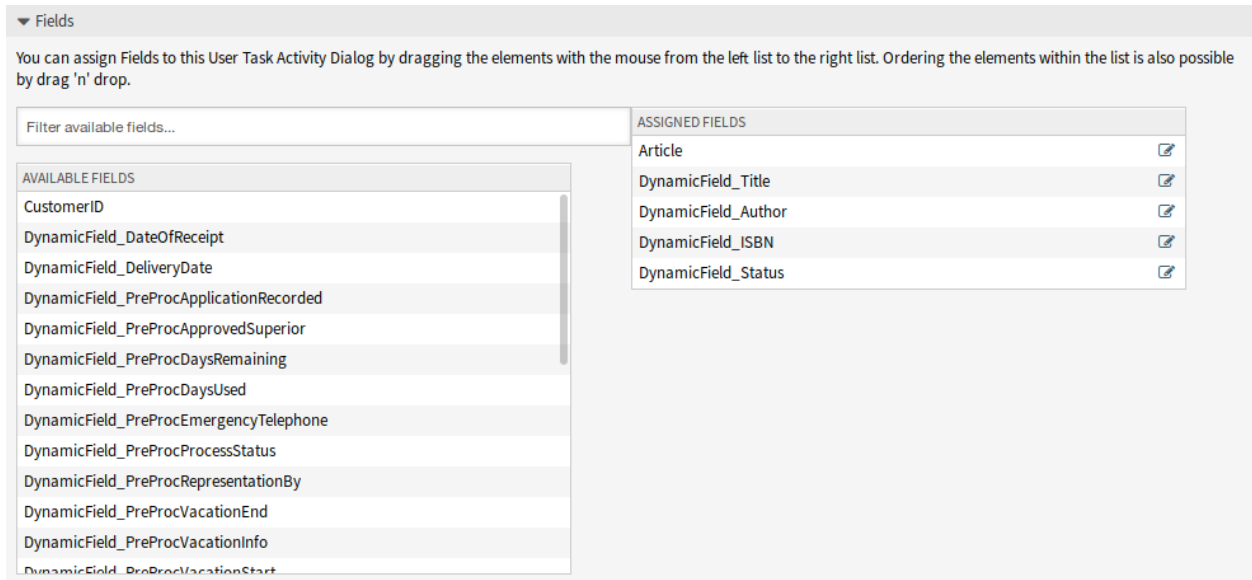 Fields
You can assign Fields to this User Task Activity Dialog by dragging the elements with the mouse from the left list to the right list. Ordering the elements within the list is also possible
by drag 'n' drop.
Filter available fields...
AVAILABLE FIELDS
CustomerID
DynamicField_DateOfReceipt
DynamicField_DeliveryDate
DynamicField_PreProcApplicationRecorded
DynamicField_PreProcApprovedSuperior
DynamicField_PreProcDaysRemaining
DynamicField_PreProcDaysUsed
DynamicField_PreProcEmergencyTelephone
DynamicField_PreProcProcessStatus
DynamicField_PreProcRepresentationBy
DynamicField_PreProcVacationEnd
DynamicField_PreProcVacationInfo
DynamicField_PreProcVacationStart
ASSIGNED FIELDS
Article
DynamicField_Title
DynamicField_Author
DynamicField_ISBN
DynamicField_Status